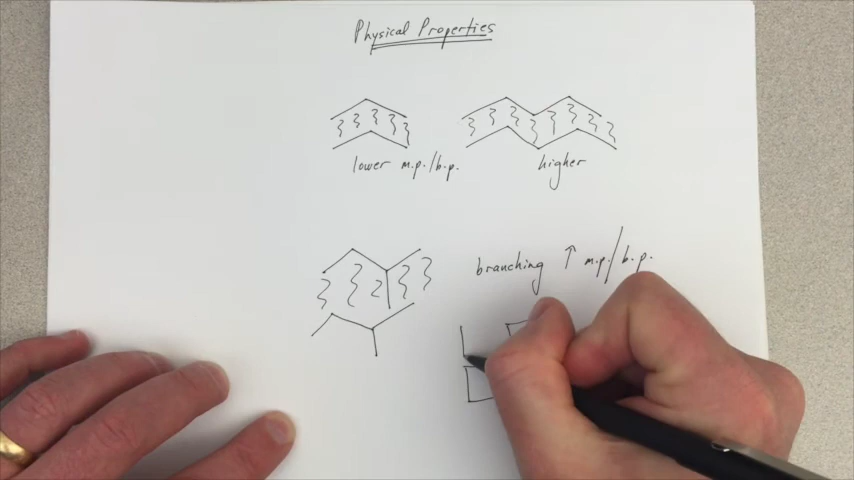 Physical Properties
lower m.p./b.p.
higher
branching ↑ m.p./b.p.